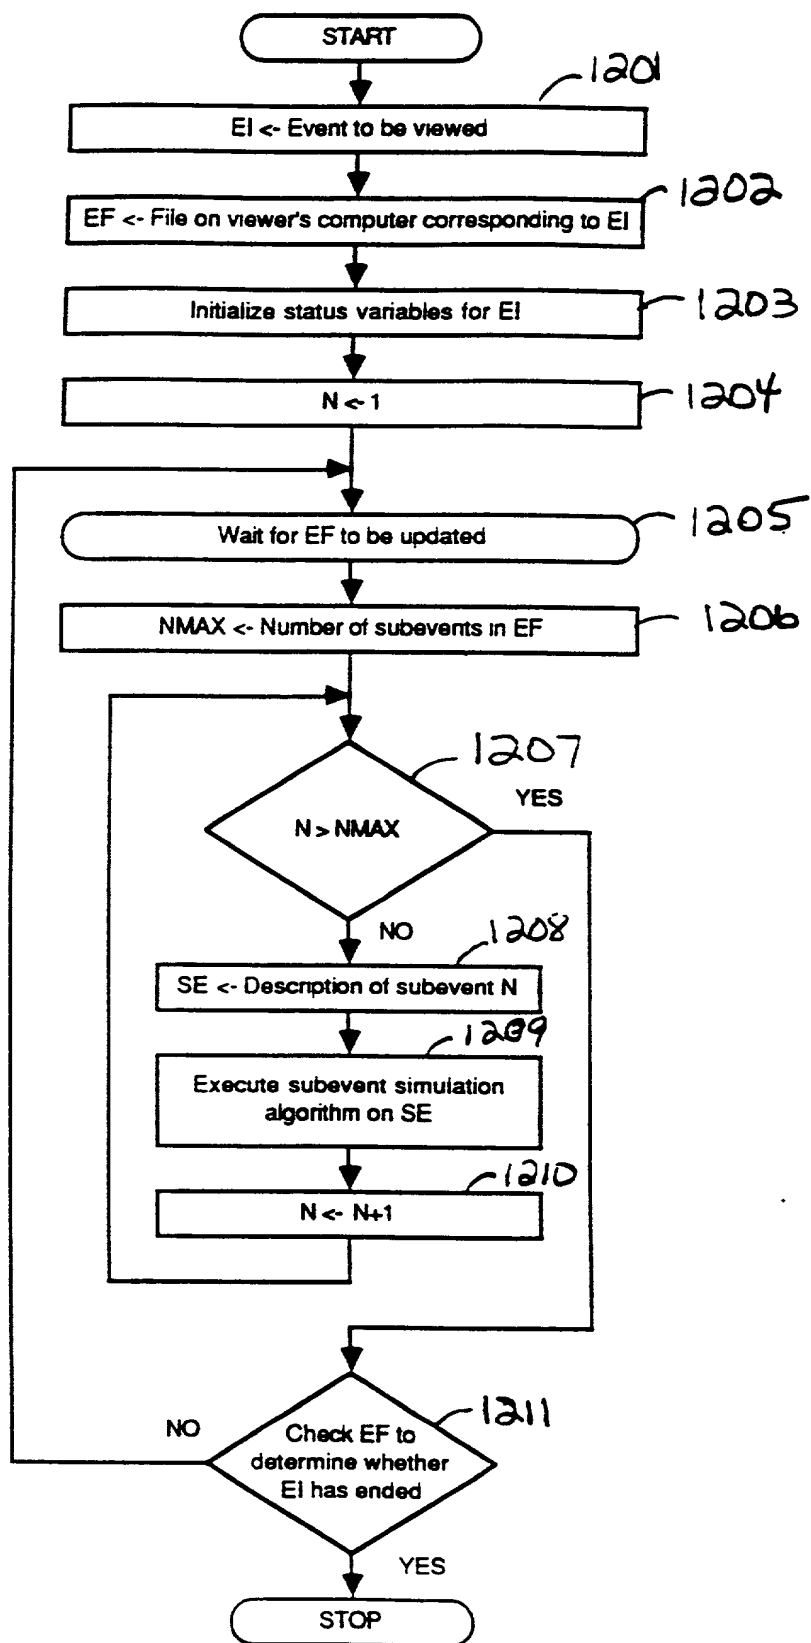 START
1201
EI <- Event to be viewed
1202
EF <- File on viewer's computer corresponding to EI
Initialize status variables for EI
1203
N <- 1
1204
Wait for EF to be updated
1205
NMAX <- Number of subevents in EF
1206
1207
YES
N > NMAX
NO
1208
SE <- Description of subevent N
1209
Execute subevent simulation
algorithm on SE
1210
N <- N+1
NO
1211
Check EF to
determine whether
EI has ended
YES
STOP